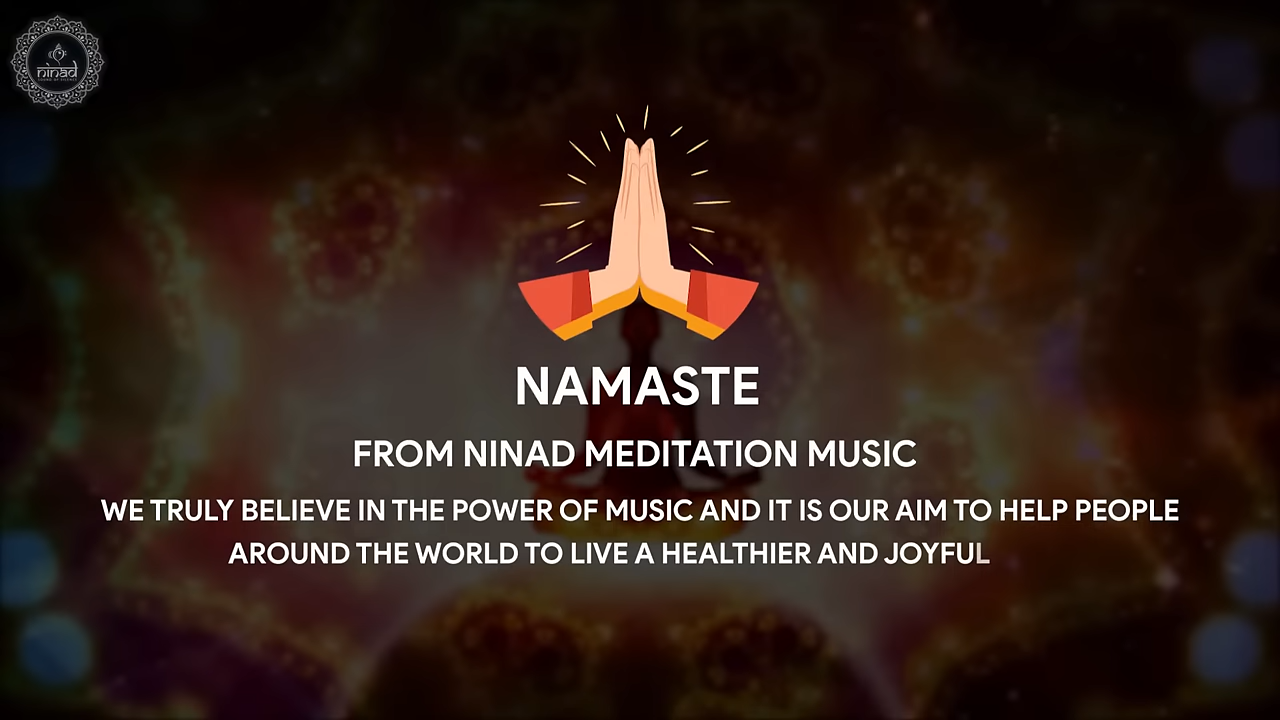 ninad
NAMASTE
FROM NINAD MEDITATION MUSIC
WE TRULY BELIEVE IN THE POWER OF MUSIC AND IT IS OUR AIM TO HELP PEOPLE
AROUND THE WORLD TO LIVE A HEALTHIER AND JOYFUL